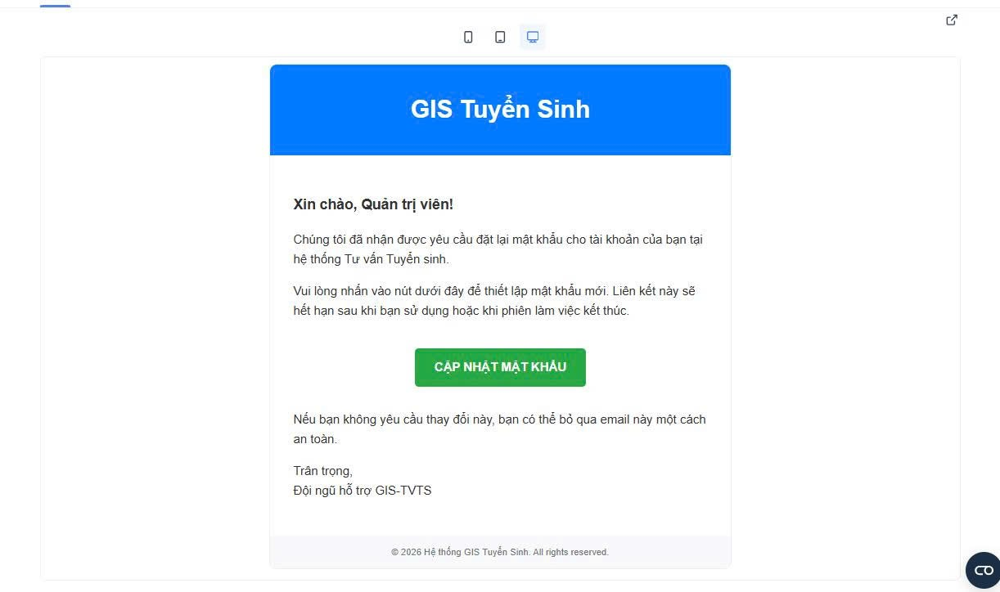 GIS Tuyển Sinh
Xin chào, Quản trị viên!
Chúng tôi đã nhận được yêu cầu đặt lại mật khẩu cho tài khoản của bạn tại
hệ thống Tư vấn Tuyển sinh.
Vui lòng nhấn vào nút dưới đây để thiết lập mật khẩu mới. Liên kết này sẽ
hết hạn sau khi bạn sử dụng hoặc khi phiên làm việc kết thúc.
CẬP NHẬT MẬT KHẨU
Nếu bạn không yêu cầu thay đổi này, bạn có thể bỏ qua email này một cách
an toàn.
Trân trọng,
Đội ngũ hỗ trợ GIS-TVTS
© 2026 Hệ thống GIS Tuyển Sinh. All rights reserved.